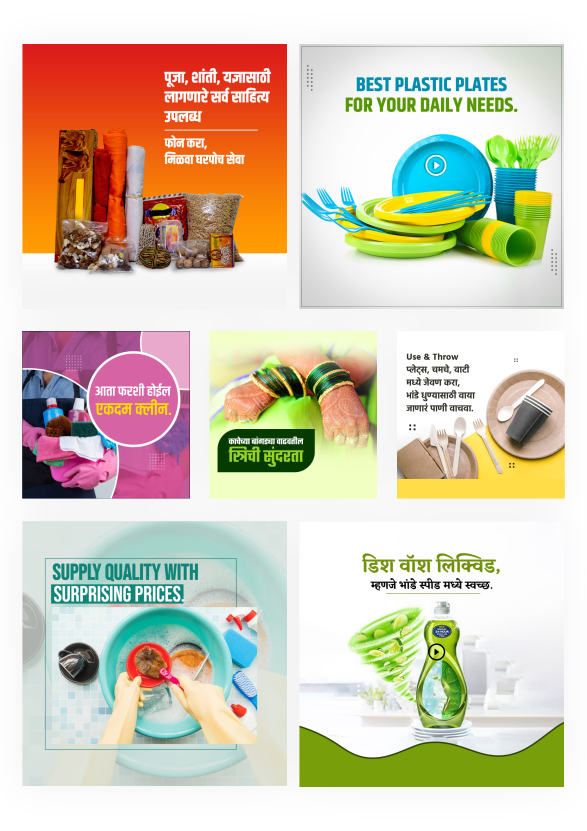 पूजा, शांती, यज्ञासाठी
लागणारे सर्व साहित्य
उपलब्ध
फोन करा,
मिळवा घरपोच सेवा
BEST PLASTIC PLATES
FOR YOUR DAILY NEEDS.
आता फरशी होईल
एकदम क्लीन.
काचेच्या बांगड्या वाढवतील
स्त्रिची सुंदरता
Use & Throw
प्लेट्स, चमचे, वाटी
मध्ये जेवण करा,
भांडे धुण्यासाठी वाया
जाणारं पाणी वाचवा.
SUPPLY QUALITY WITH
SURPRISING PRICES.
डिश वॉश लिक्विड,
म्हणजे भांडे स्पीड मध्ये स्वच्छ.